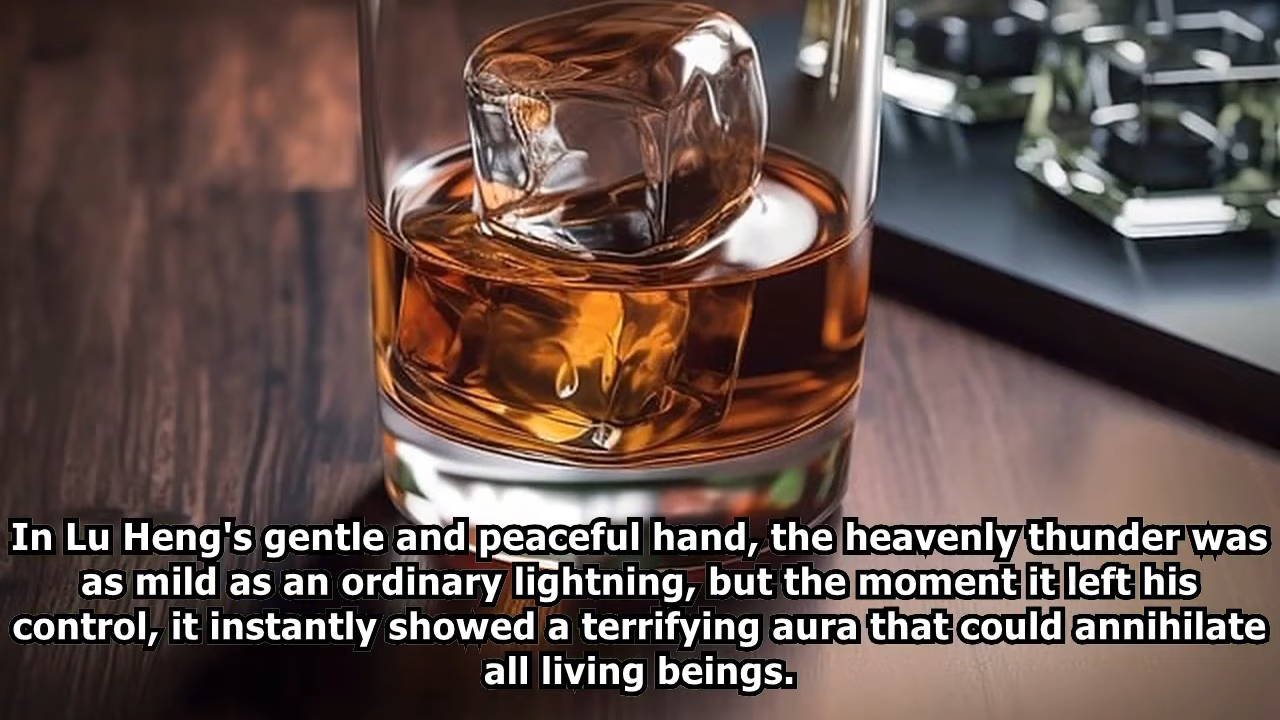 In Lu Heng's gentle and peaceful hand, the heavenly thunder was
as mild as an ordinary lightning, but the moment it left his
control, it instantly showed a terrifying aura that could annihilate
all living beings.